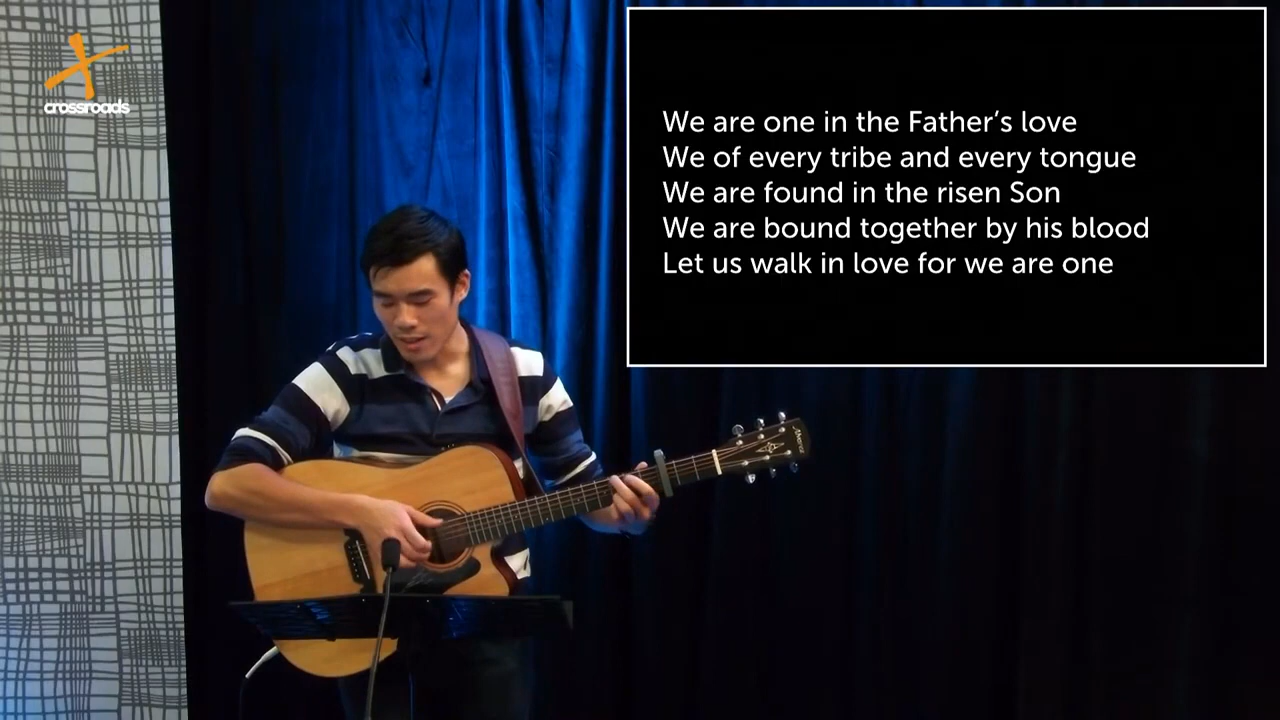 crossroads
We are one in the Father’s love
We of every tribe and every tongue
We are found in the risen Son
We are bound together by his blood
Let us walk in love for we are one